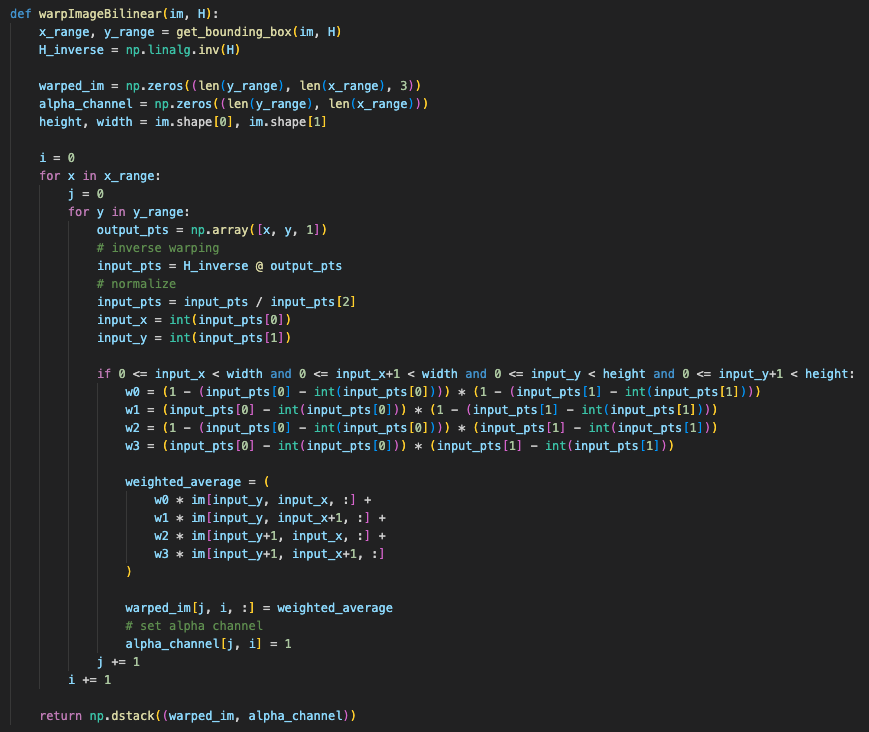 def warpImageBilinear(im, H):
    x_range, y_range = get_bounding_box(im, H)
    H_inverse = np.linalg.inv(H)

    warped_im = np.zeros((len(y_range), len(x_range), 3))
    alpha_channel = np.zeros((len(y_range), len(x_range)))
    height, width = im.shape[0], im.shape[1]

    i = 0
    for x in x_range:
        j = 0
        for y in y_range:
            output_pts = np.array([x, y, 1])
            # inverse warping
            input_pts = H_inverse @ output_pts
            # normalize
            input_pts = input_pts / input_pts[2]
            input_x = int(input_pts[0])
            input_y = int(input_pts[1])

            if 0 <= input_x < width and 0 <= input_x+1 < width and 0 <= input_y < height and 0 <= input_y+1 < height:
                w0 = (1 - (input_pts[0] - int(input_pts[0]))) * (1 - (input_pts[1] - int(input_pts[1])))
                w1 = (input_pts[0] - int(input_pts[0])) * (1 - (input_pts[1] - int(input_pts[1])))
                w2 = (1 - (input_pts[0] - int(input_pts[0]))) * (input_pts[1] - int(input_pts[1]))
                w3 = (input_pts[0] - int(input_pts[0])) * (input_pts[1] - int(input_pts[1]))

                weighted_average = (
                    w0 * im[input_y, input_x, :] +
                    w1 * im[input_y, input_x+1, :] +
                    w2 * im[input_y+1, input_x, :] +
                    w3 * im[input_y+1, input_x+1, :]
                )

                warped_im[j, i, :] = weighted_average
                # set alpha channel
                alpha_channel[j, i] = 1
            j += 1
        i += 1

    return np.dstack((warped_im, alpha_channel))